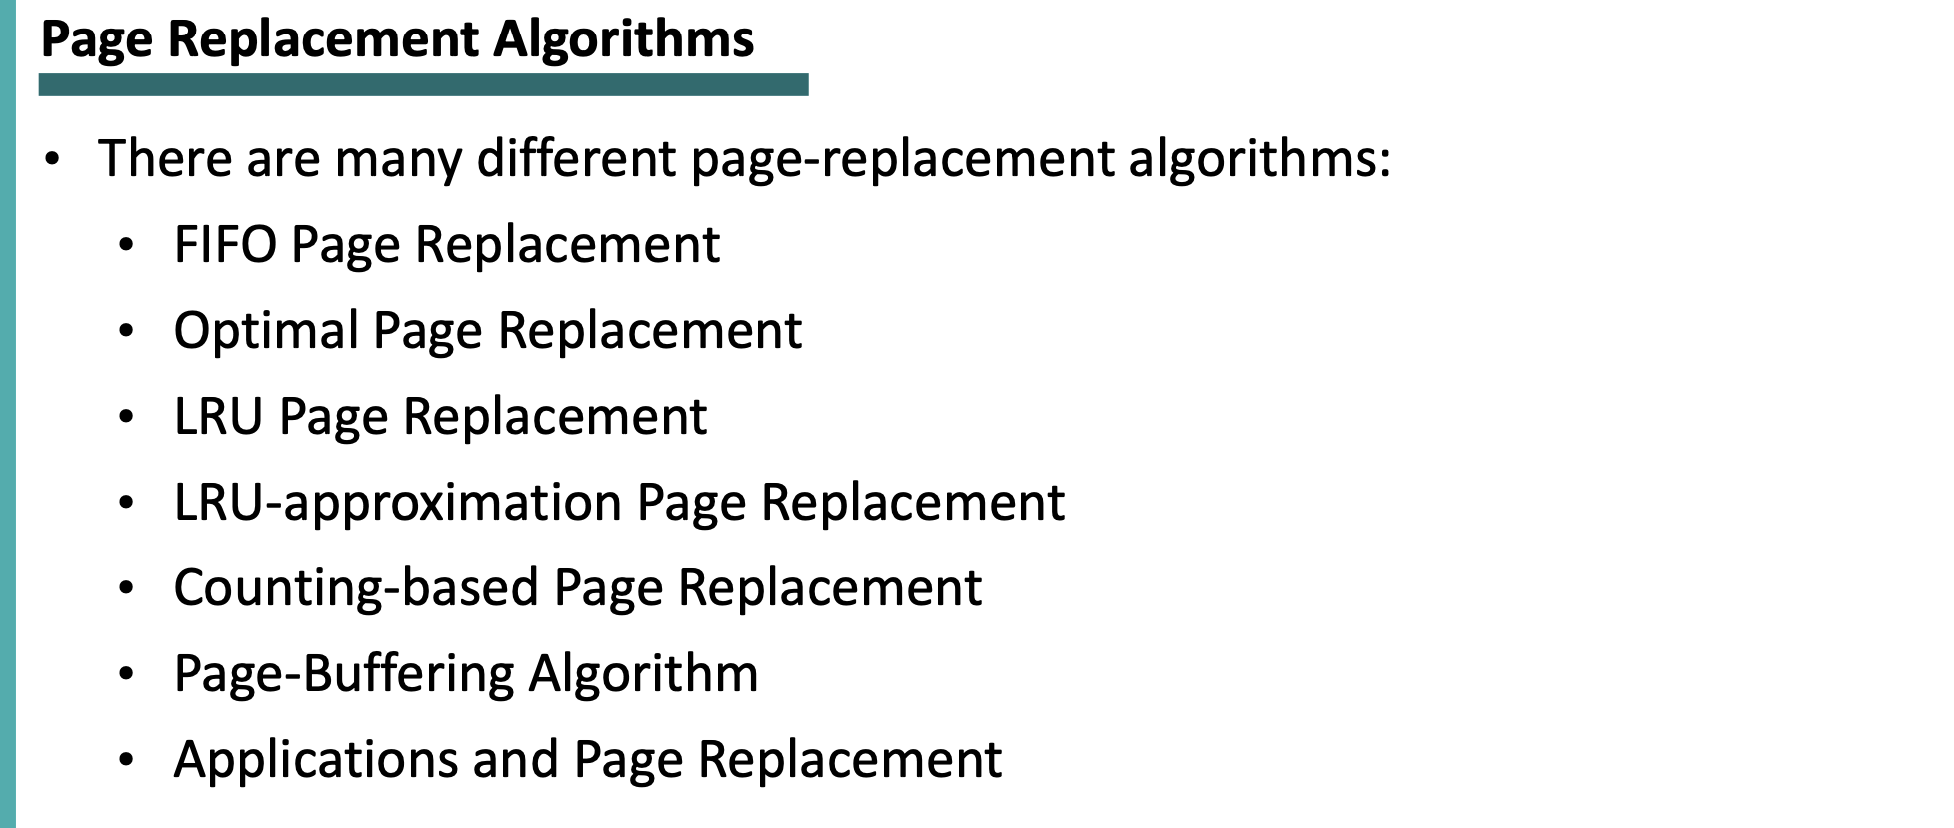 Page Replacement Algorithms
• There are many different page-replacement algorithms:
• FIFO Page Replacement
• Optimal Page Replacement
• LRU Page Replacement
• LRU-approximation Page Replacement
• Counting-based Page Replacement
• Page-Buffering Algorithm
• Applications and Page Replacement